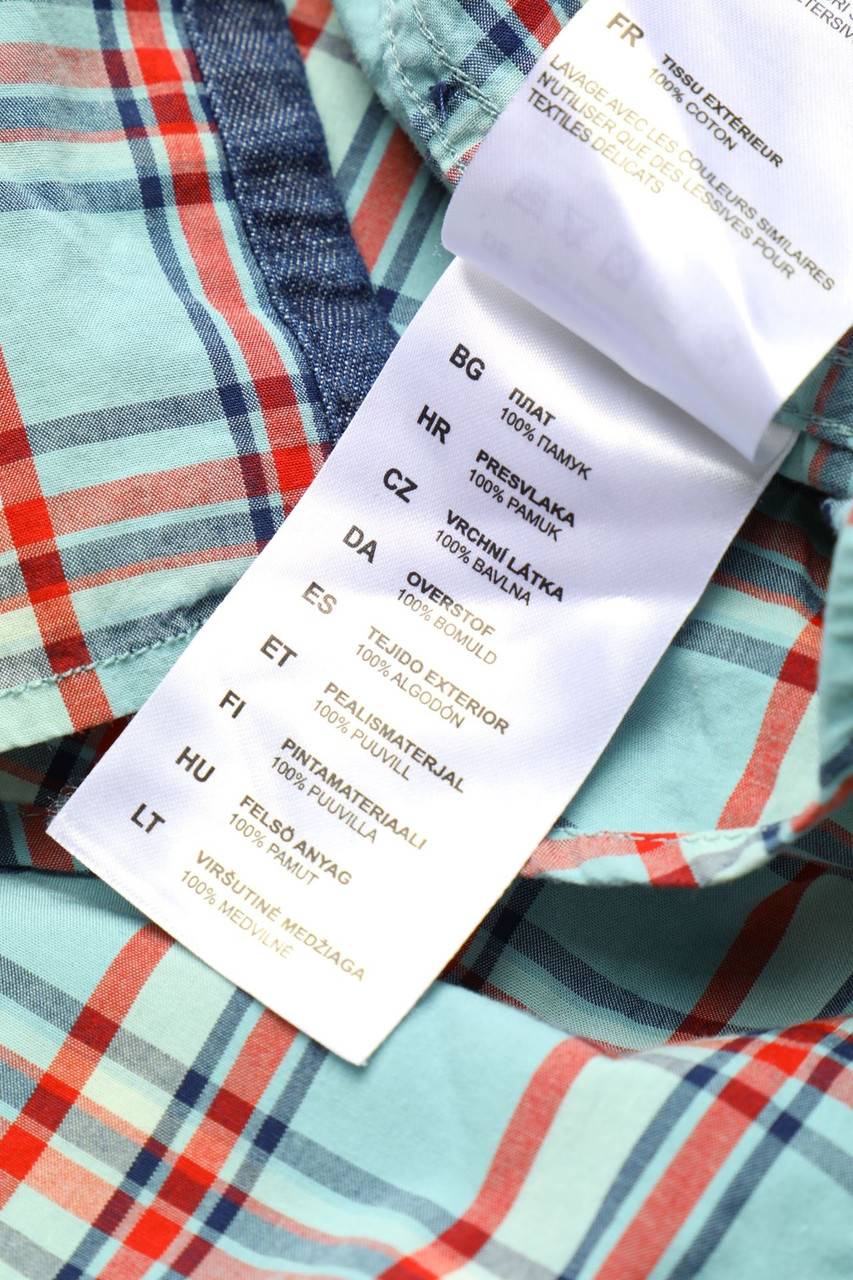 ETERSIV
FR
TISSU EXTÉRIEUR
100% COTON
LAVAGE AVEC LES COULEURS SIMILAIRES
N'UTILISER QUE DES LESSIVES POUR
TEXTILES DÉLICATS
BG
ПЛАТ
100% ПАМУК
HR
PRESVLAKA
100% PAMUK
CZ
VRCHNÍ LÁTKA
100% BAVLNA
DA
OVERSTOF
100% BOMULD
ES
TEJIDO EXTERIOR
100% ALGODÓN
ET
PEALISMATERJAL
100% PUUVILL
FI
PINTAMATERIAALI
100% PUUVILLA
HU
FELSŐ ANYAG
100% PAMUT
LT
VIRŠUTINĖ MEDŽIAGA
100% MEDVILNĖ